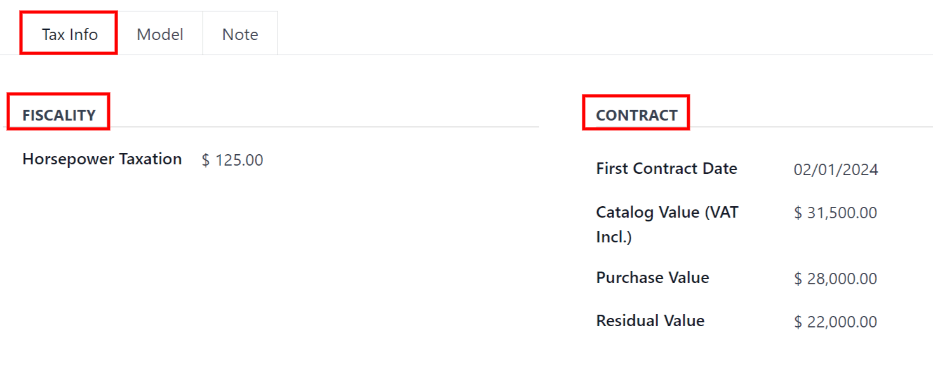 Tax Info Model Note
FISCALITY
Horsepower Taxation $ 125.00
CONTRACT
First Contract Date 02/01/2024
Catalog Value (VAT $ 31,500.00
Incl.)
Purchase Value $ 28,000.00
Residual Value $ 22,000.00